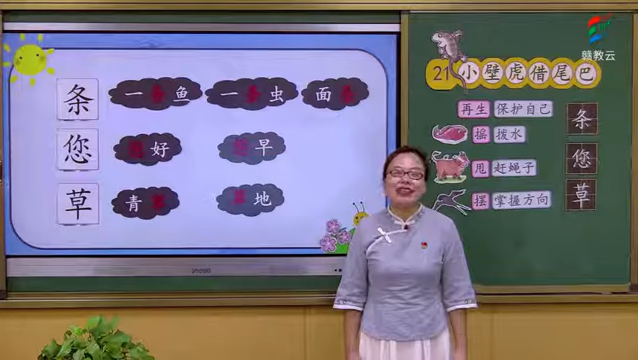 赣教云
21 小壁虎借尾巴
条 一条鱼 一条虫 面条
您 您好 您早
草 青草 草地
再生 保护自己
摇 拨水
甩 赶蝇子
摆 掌握方向
条
您
草